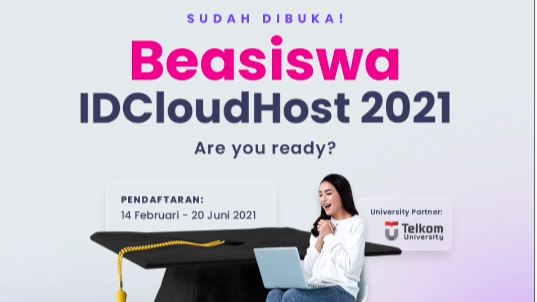 SUDAH DIBUKA!
Beasiswa
IDCloudHost 2021
Are you ready?
PENDAFTARAN:
14 Februari - 20 Juni 2021
University Partner:
Telkom
University